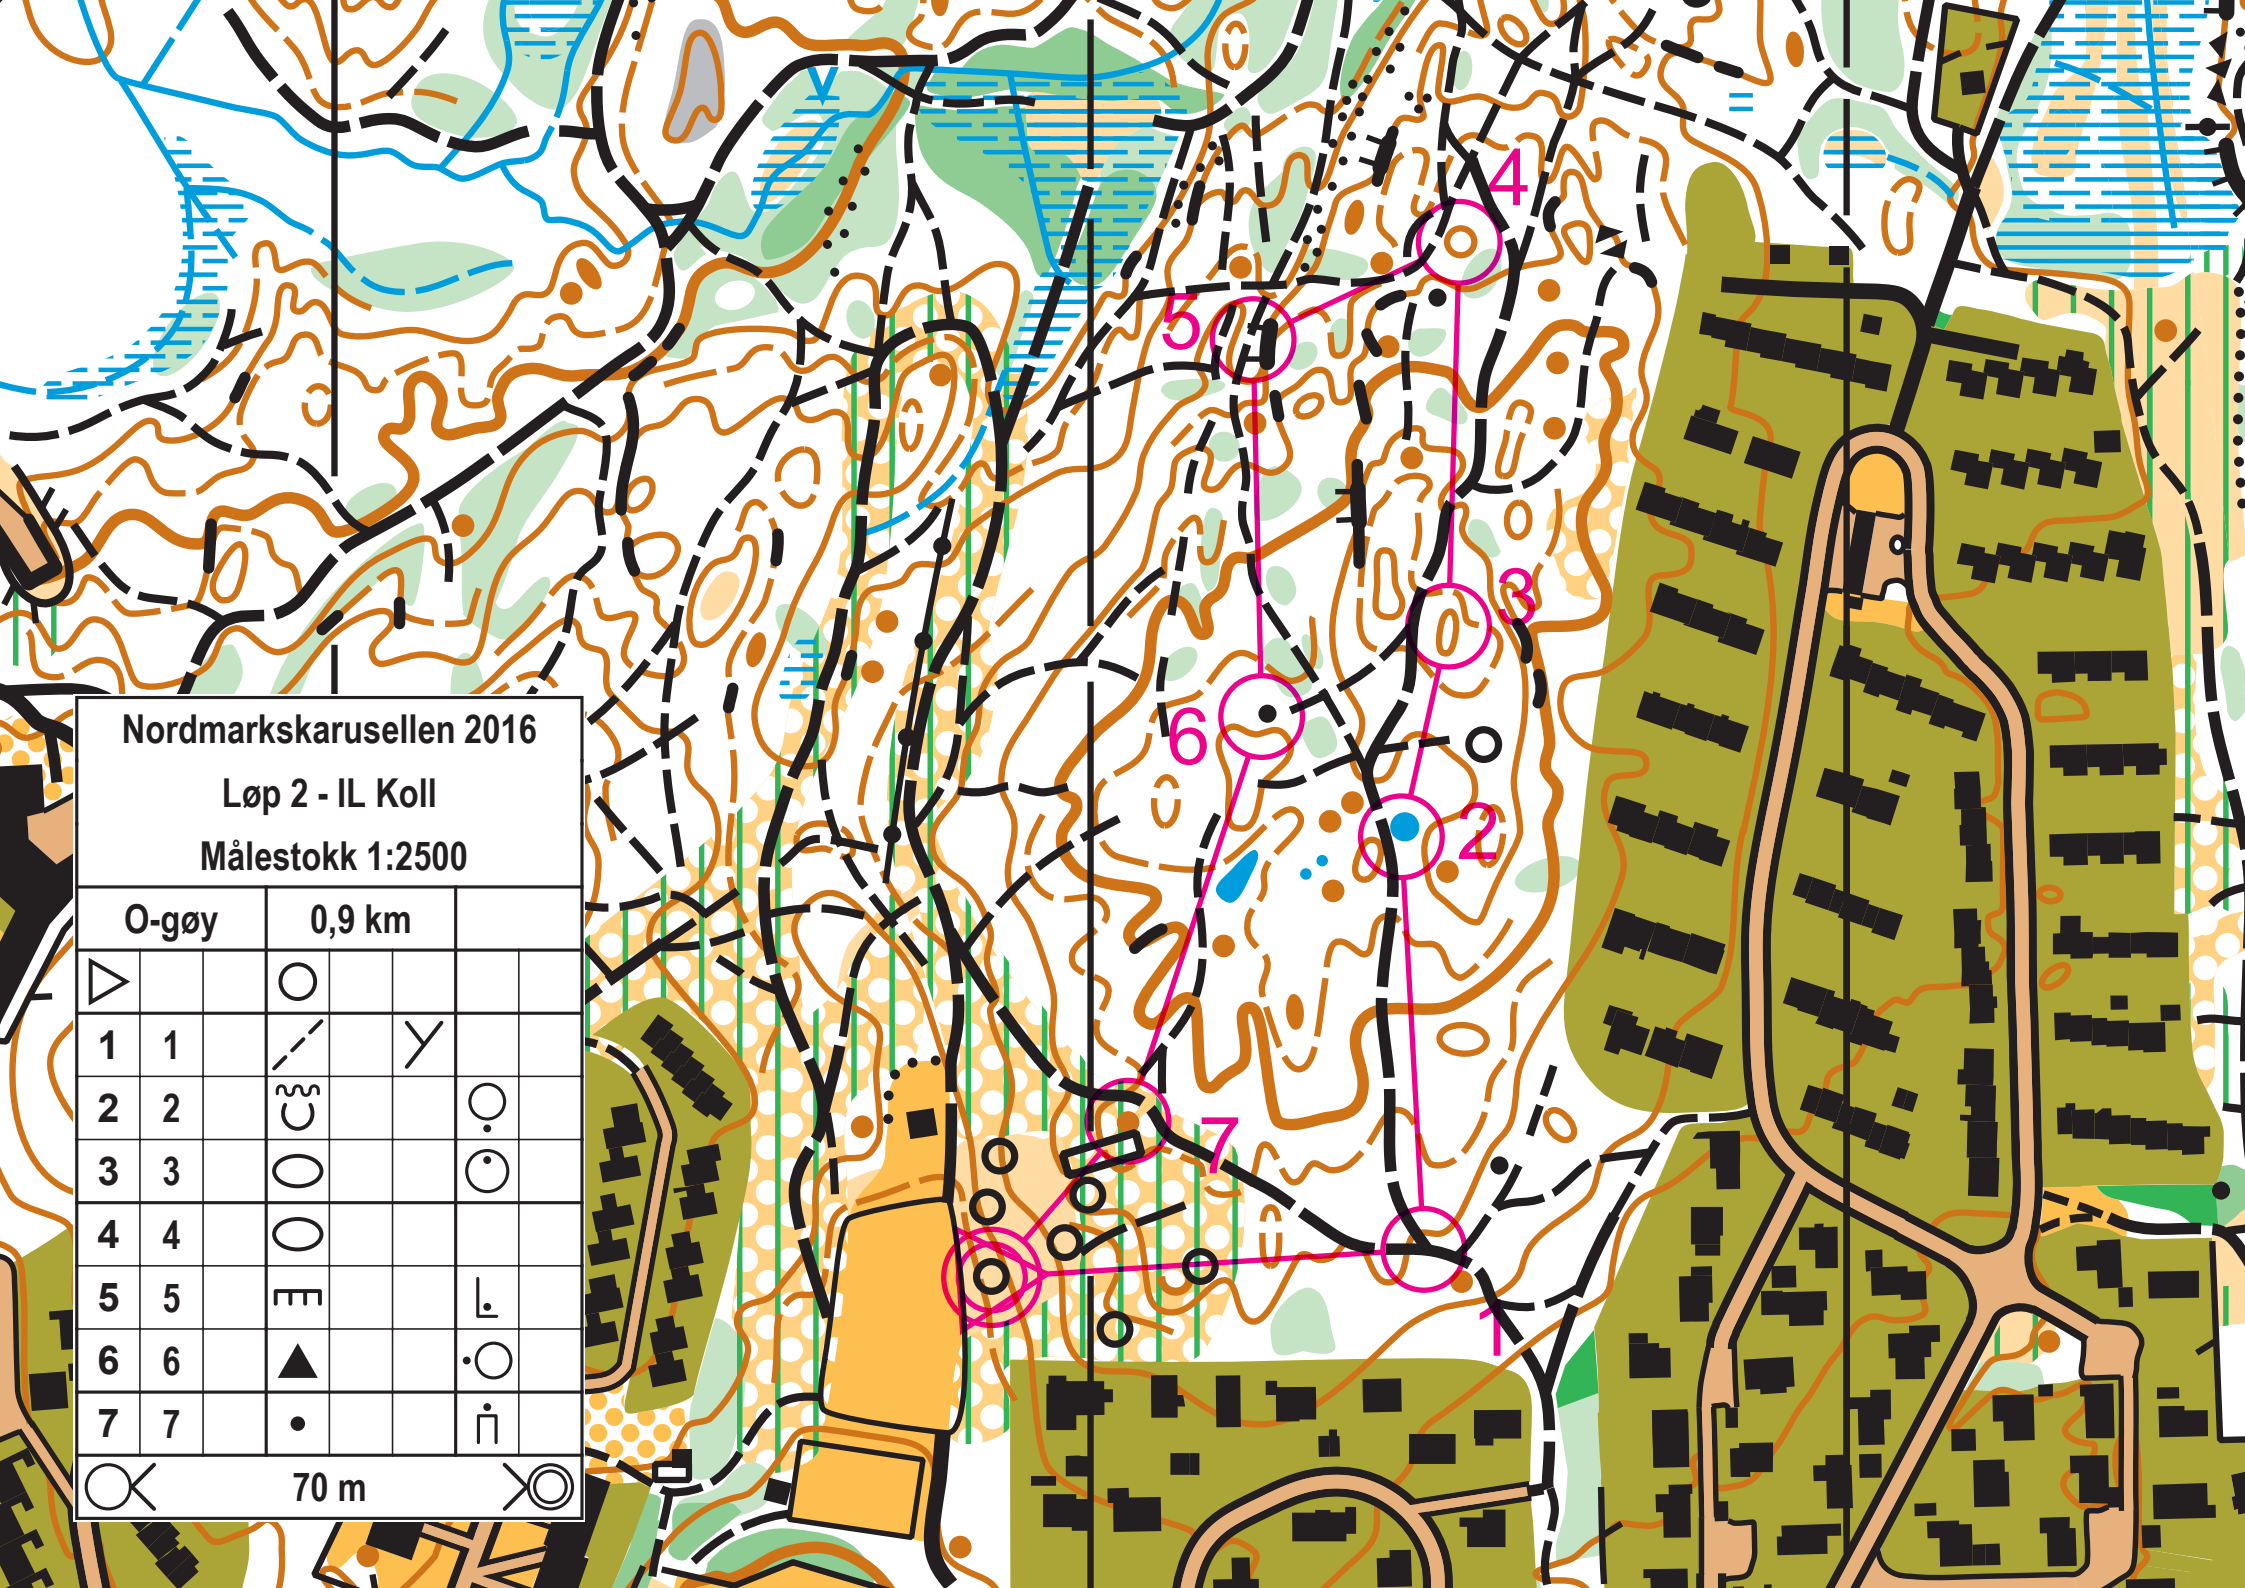 Nordmarkskarusellen 2016
Løp 2 - IL Koll
Målestokk 1:2500
O-gøy 0,9 km
1 1
2 2
3 3
4 4
5 5
6 6
7 7
70 m
4
5
3
6
2
7
1